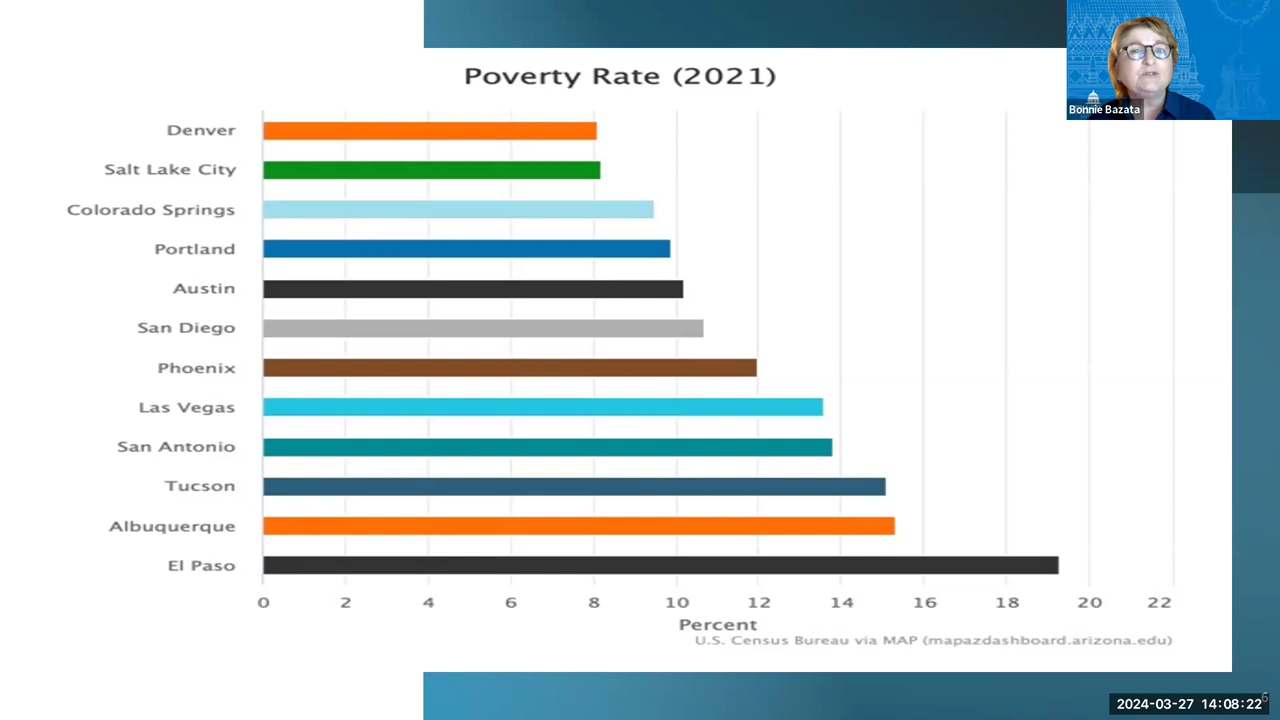 Poverty Rate (2021)
Bonnie Bazata
Denver
Salt Lake City
Colorado Springs
Portland
Austin
San Diego
Phoenix
Las Vegas
San Antonio
Tucson
Albuquerque
El Paso
0 2 4 6 8 10 12 14 16 18 20 22
Percent
U.S. Census Bureau via MAP (mapazdashboard.arizona.edu)
6
2024-03-27 14:08:22